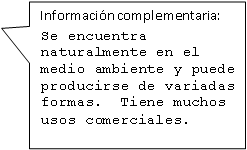 Información complementaria:
Se encuentra
naturalmente en el
medio ambiente y puede
producirse de variadas
formas.  Tiene muchos
usos comerciales.